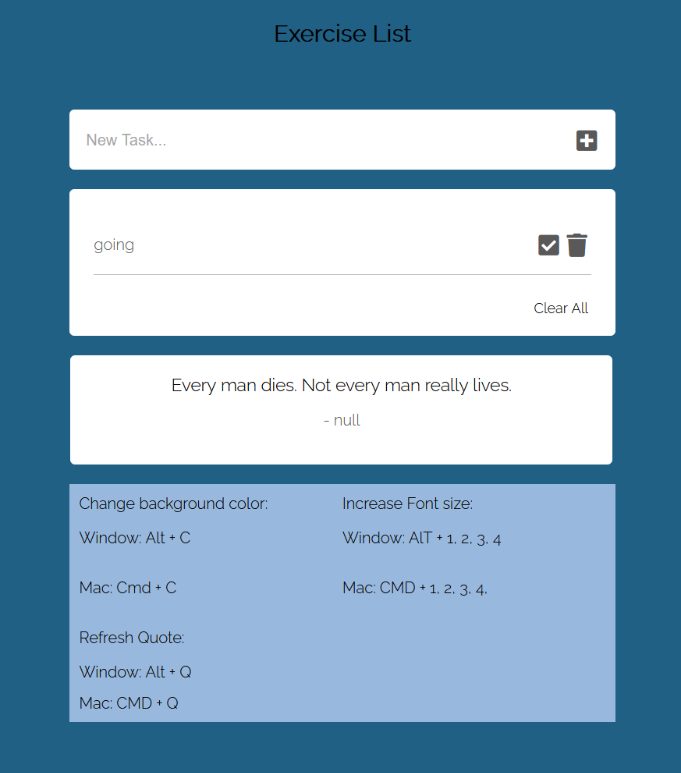 Exercise List
New Task...
going
Clear All
Every man dies. Not every man really lives.
- null
Change background color:
Window: Alt + C
Mac: Cmd + C
Increase Font size:
Window: AlT + 1, 2, 3, 4
Mac: CMD + 1, 2, 3, 4,
Refresh Quote:
Window: Alt + Q
Mac: CMD + Q